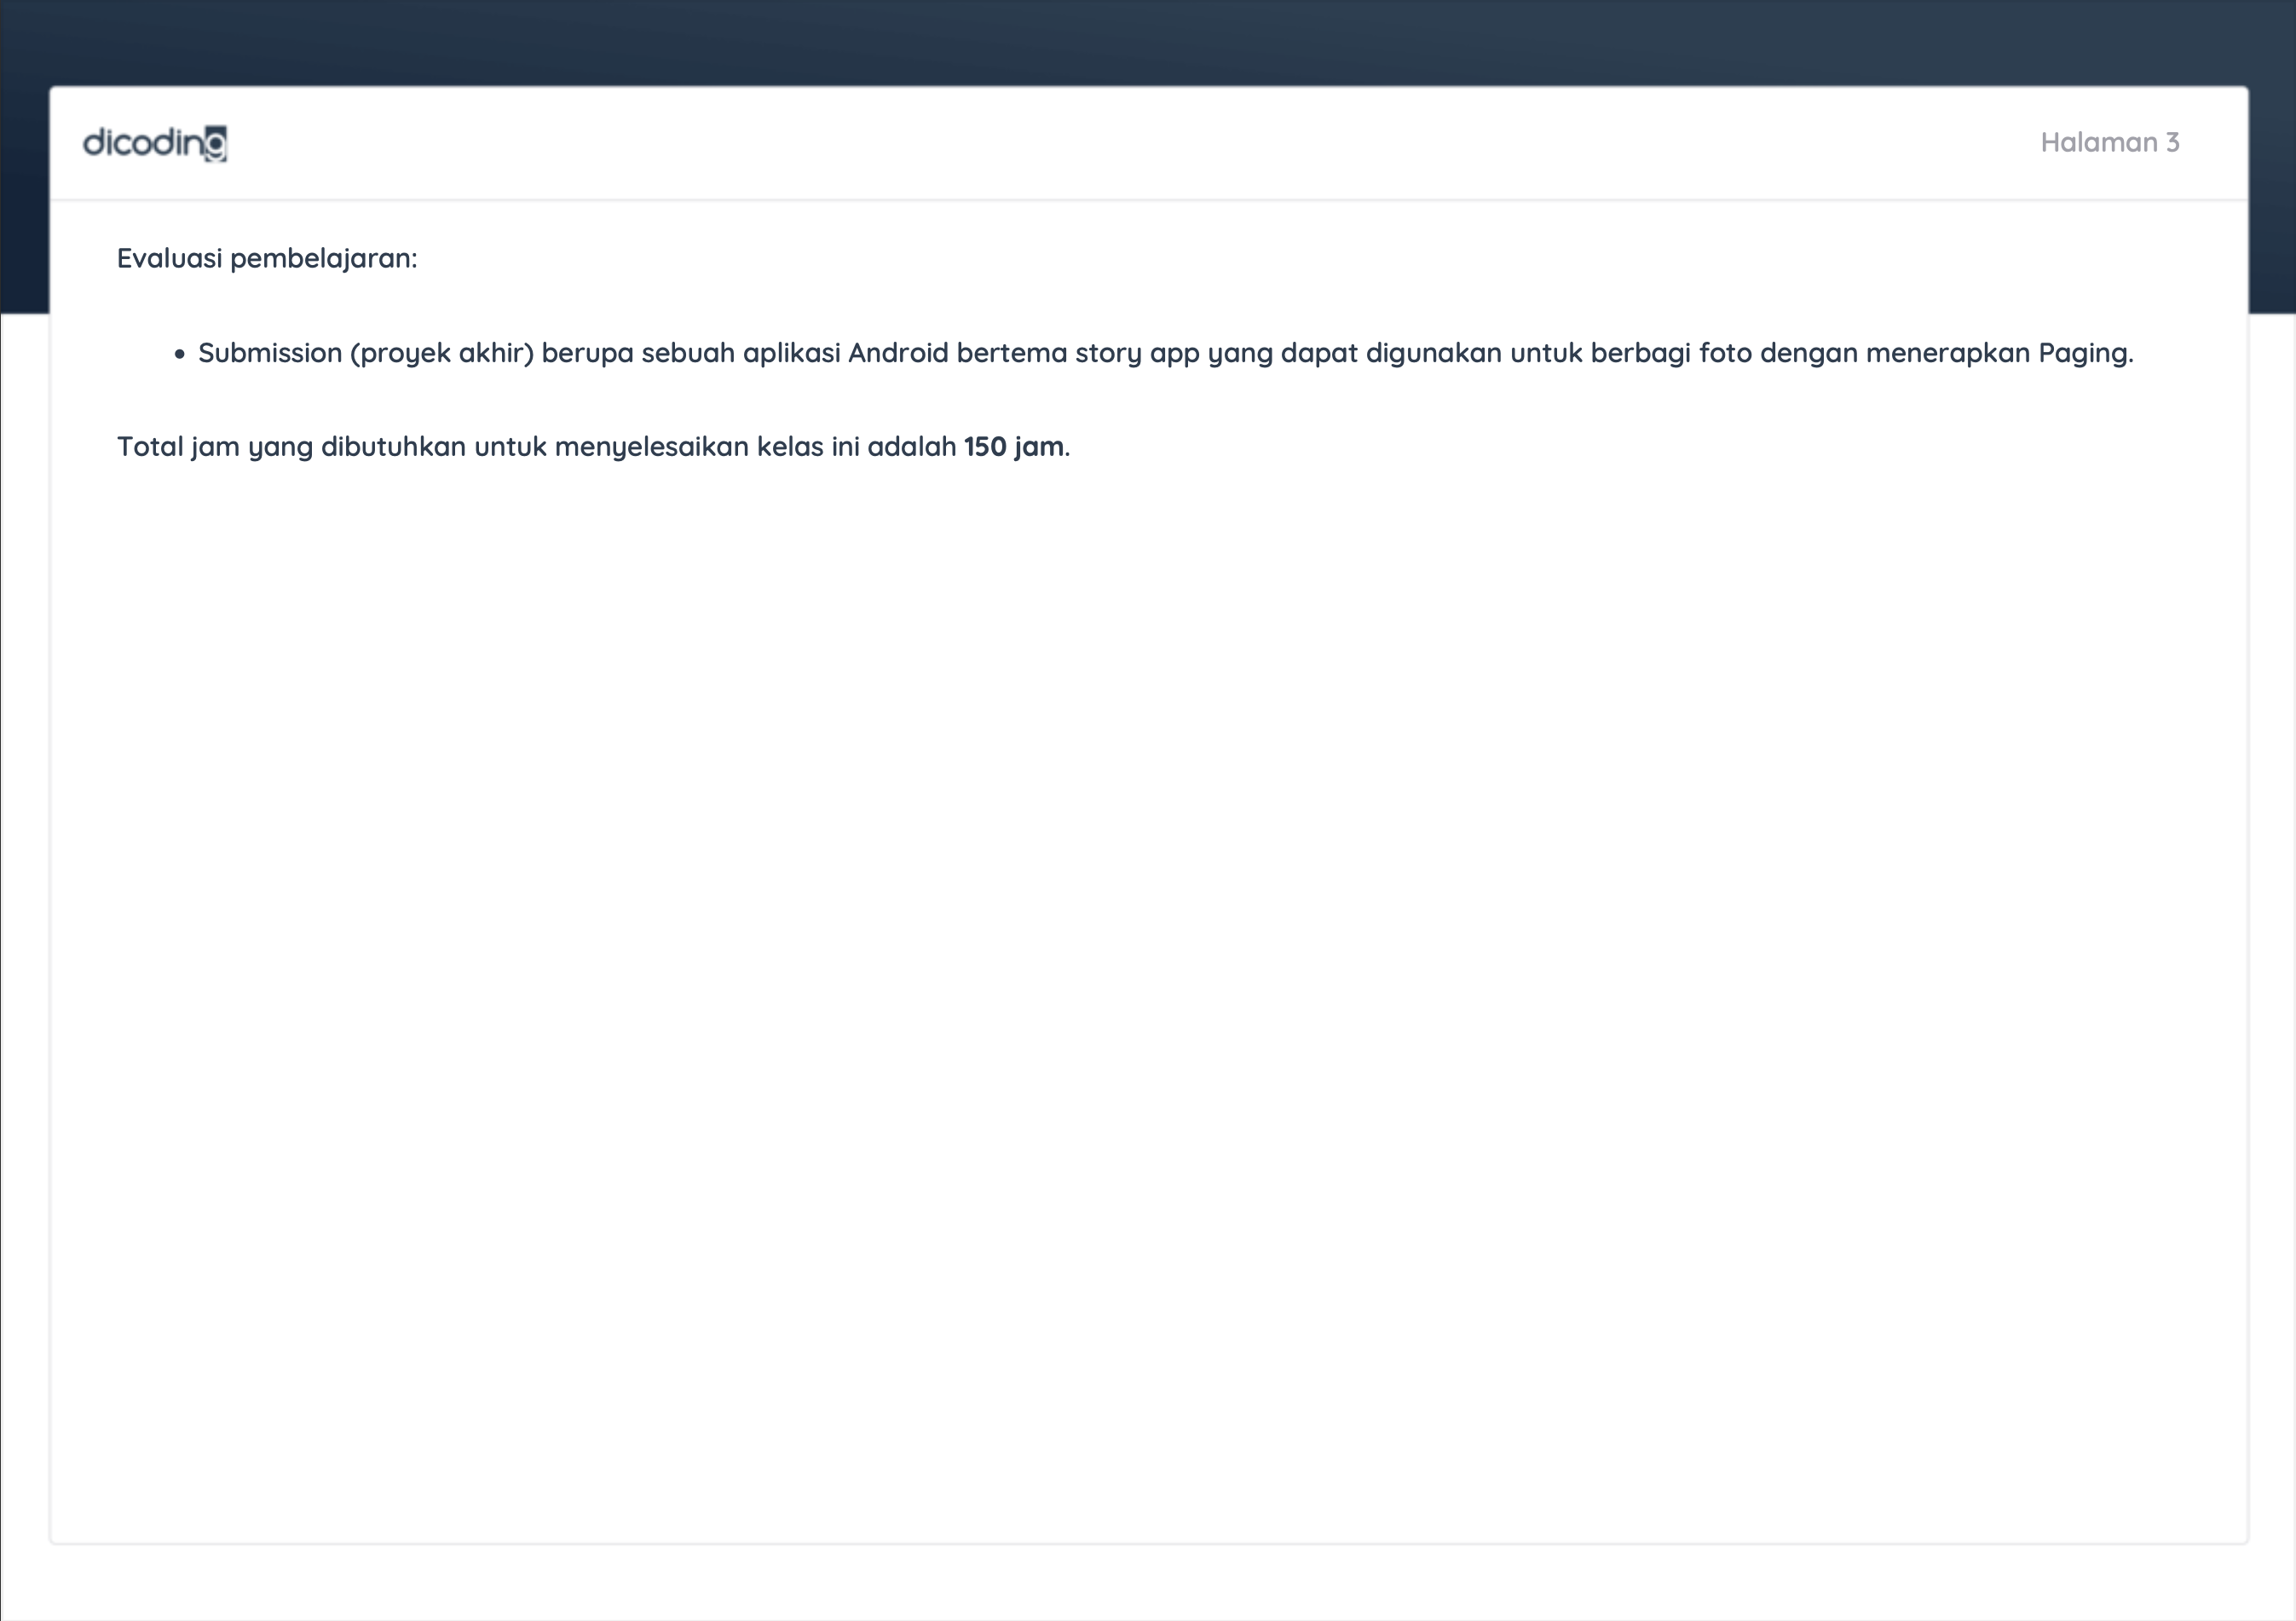 dicoding
Halaman 3
Evaluasi pembelajaran:
• Submission (proyek akhir) berupa sebuah aplikasi Android bertema story app yang dapat digunakan untuk berbagi foto dengan menerapkan Paging.
Total jam yang dibutuhkan untuk menyelesaikan kelas ini adalah 150 jam.